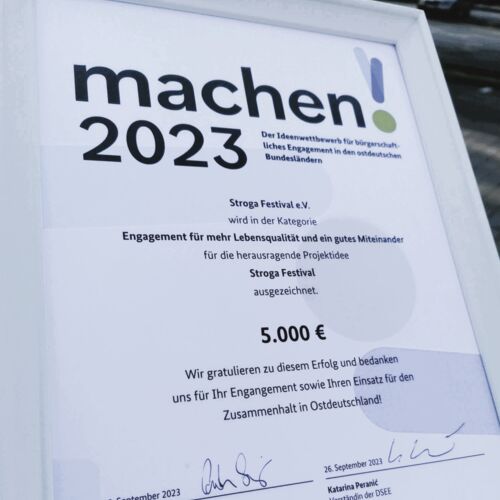 machen!
2023
Der Ideenwettbewerb für bürgerschaft-
liches Engagement in den ostdeutschen
Bundesländern
Stroga Festival e.V.
wird in der Kategorie
Engagement für mehr Lebensqualität und ein gutes Miteinander
für die herausragende Projektidee
Stroga Festival
ausgezeichnet.
5.000 €
Wir gratulieren zu diesem Erfolg und bedanken
uns für Ihr Engangement sowie Ihren Einsatz für den
Zusammenhalt in Ostdeutschland!
September 2023
26. September 2023
Katarina Peranić
Vorständin der DSEE